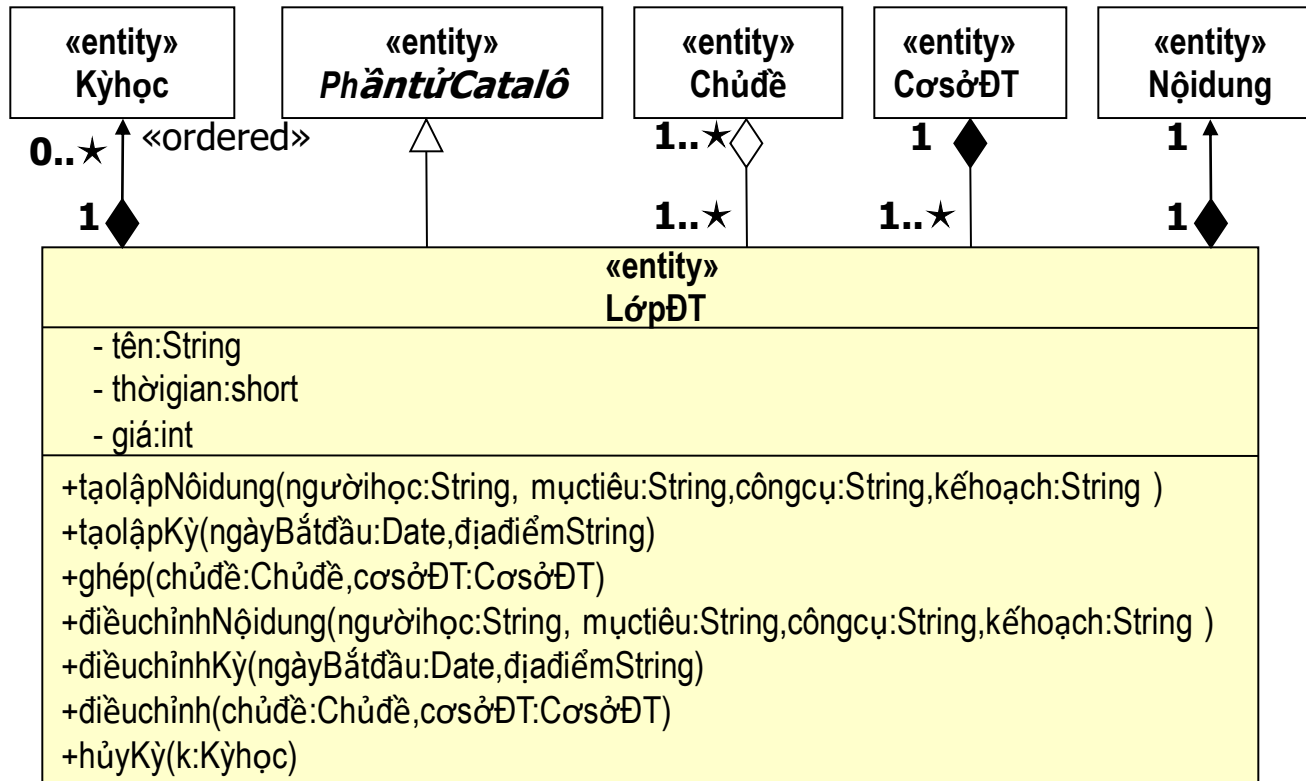 «entity» «entity» «entity» «entity» «entity»
Kỳhọc PhầntửCatalô Chủđề CơsởĐT Nộidung
0..★ «ordered» 1..★ 1 1
1 1..★ 1..★ 1
«entity»
LớpĐT
- tên:String
- thờigian:short
- giá:int
+tạolậpNôidung(ngườihọc:String, mụctiêu:String,côngcụ:String,kếhoạch:String )
+tạolậpKỳ(ngàyBắtđầu:Date,địađiểmString)
+ghép(chủđề:Chủđề,cơsởĐT:CơsởĐT)
+điềuchỉnhNộidung(ngườihọc:String, mụctiêu:String,côngcụ:String,kếhoạch:String )
+điềuchỉnhKỳ(ngàyBắtđầu:Date,địađiểmString)
+điềuchỉnh(chủđề:Chủđề,cơsởĐT:CơsởĐT)
+hủyKỳ(k:Kỳhọc)